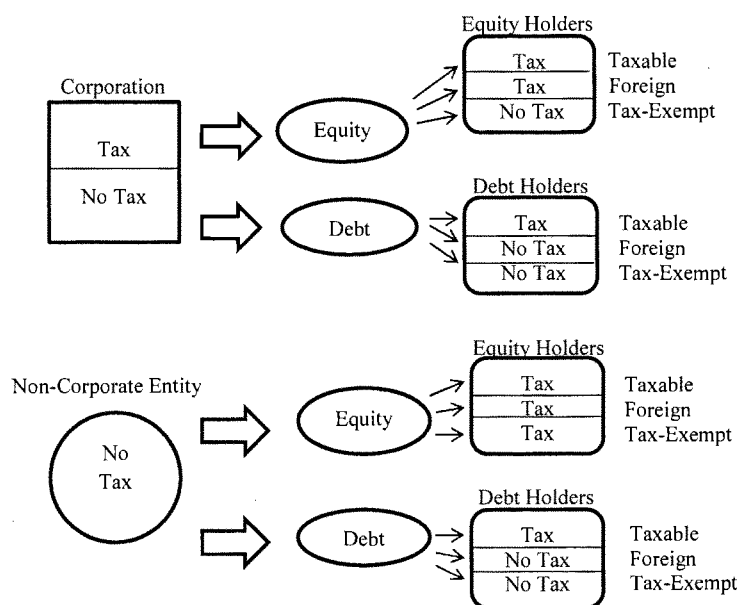 Equity Holders
Tax Taxable
Corporation
Tax Foreign
Equity
No Tax Tax-Exempt
Tax
No Tax
Debt Holders
Debt
Tax Taxable
No Tax Foreign
No Tax Tax-Exempt
Equity Holders
Non-Corporate Entity
Tax Taxable
Equity
Tax Foreign
Tax Tax-Exempt
No
Tax
Debt Holders
Debt
Tax Taxable
No Tax Foreign
No Tax Tax-Exempt